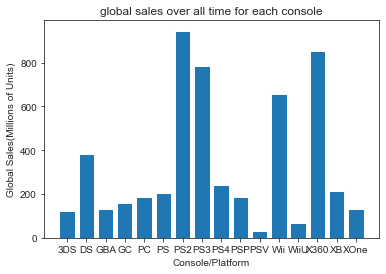 global sales over all time for each console
Global Sales(Millions of Units)
800
600
400
200
0
3DS DS GBA GC PC PS PS2 PS3 PS4 PSP PSV Wii WiiU X360 XB XOne
Console/Platform